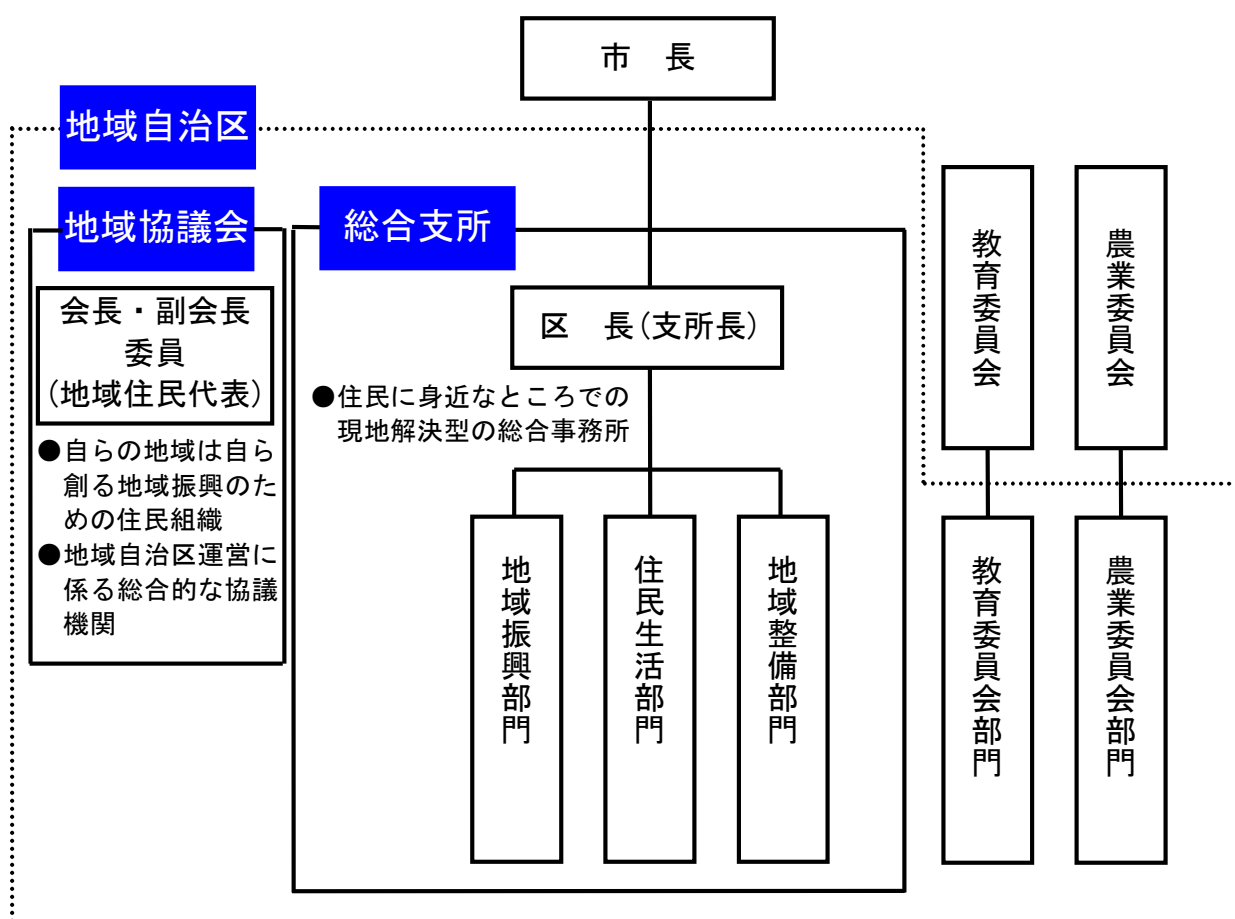 市　長
地域自治区
地域協議会
会長・副会長
委員
(地域住民代表)
●自らの地域は自ら
創る地域振興のた
めの住民組織
●地域自治区運営に
係る総合的な協議
機関
総合支所
区　長(支所長)
●住民に身近なところでの
現地解決型の総合事務所
地域振興部門
住民生活部門
地域整備部門
教育委員会
農業委員会
教育委員会部門
農業委員会部門